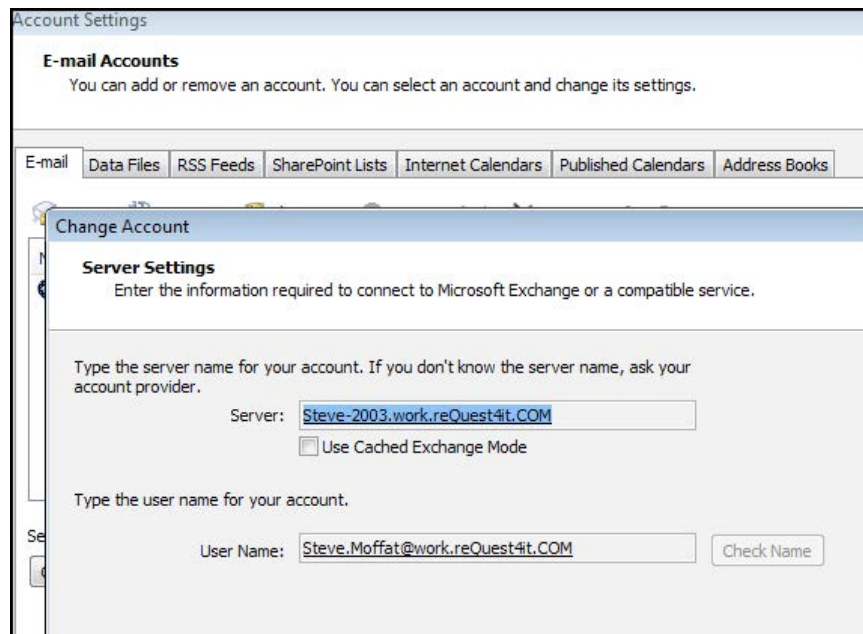 Account Settings
E-mail Accounts
You can add or remove an account. You can select an account and change its settings.
E-mail Data Files RSS Feeds SharePoint Lists Internet Calendars Published Calendars Address Books
Change Account
Server Settings
Enter the information required to connect to Microsoft Exchange or a compatible service.
Type the server name for your account. If you don't know the server name, ask your
account provider.
Server: Steve-2003.work.reQuest4it.COM
Use Cached Exchange Mode
Type the user name for your account.
Se
User Name: Steve.Moffat@work.reQuest4it.COM Check Name